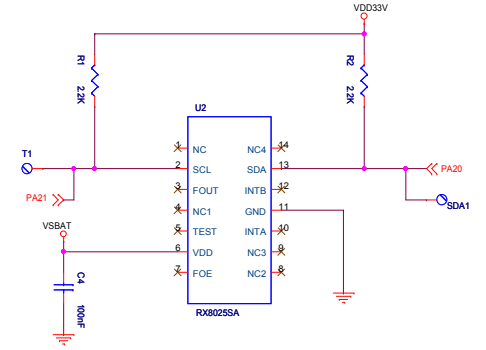 VDD33V
R1
2.2K
R2
2.2K
U2
1 NC NC4 14
T1
2 SCL SDA 13
PA20
3 FOUT INTB 12
PA21
SDA1
4 NC1 GND 11
VSBAT
5 TEST INTA 10
6 VDD NC3 9
7 FOE NC2 8
C4
100nF
RX8025SA